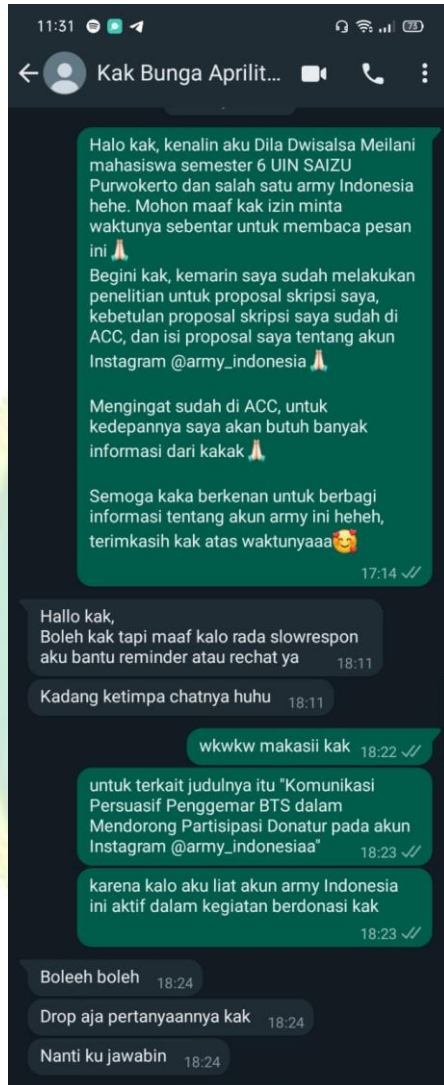 11:31
73
Kak Bunga Aprilit...
Halo kak, kenalin aku Dila Dwisalsa Meilani
mahasiswa semester 6 UIN SAIZU
Purwokerto dan salah satu army Indonesia
hehe. Mohon maaf kak izin minta
waktunya sebentar untuk membaca pesan
ini 🙏🏻
Begini kak, kemarin saya sudah melakukan
penelitian untuk proposal skripsi saya,
kebetulan proposal skripsi saya sudah di
ACC, dan isi proposal saya tentang akun
Instagram @army_indonesia 🙏🏻
Mengingat sudah di ACC, untuk
kedepannya saya akan butuh banyak
informasi dari kakak 🙏🏻
Semoga kaka berkenan untuk berbagi
informasi tentang akun army ini heheh,
terimkasih kak atas waktunyaaa🥰
17:14
Hallo kak,
Boleh kak tapi maaf kalo rada slowrespon
aku bantu reminder atau rechat ya
18:11
Kadang ketimpa chatnya huhu 18:11
wkwkw makasii kak 18:22
untuk terkait judulnya itu "Komunikasi
Persuasif Penggemar BTS dalam
Mendorong Partisipasi Donatur pada akun
Instagram @army_indonesiaa"
18:23
karena kalo aku liat akun army Indonesia
ini aktif dalam kegiatan berdonasi kak
18:23
Boleeh boleh 18:24
Drop aja pertanyaannya kak 18:24
Nanti ku jawabin 18:24